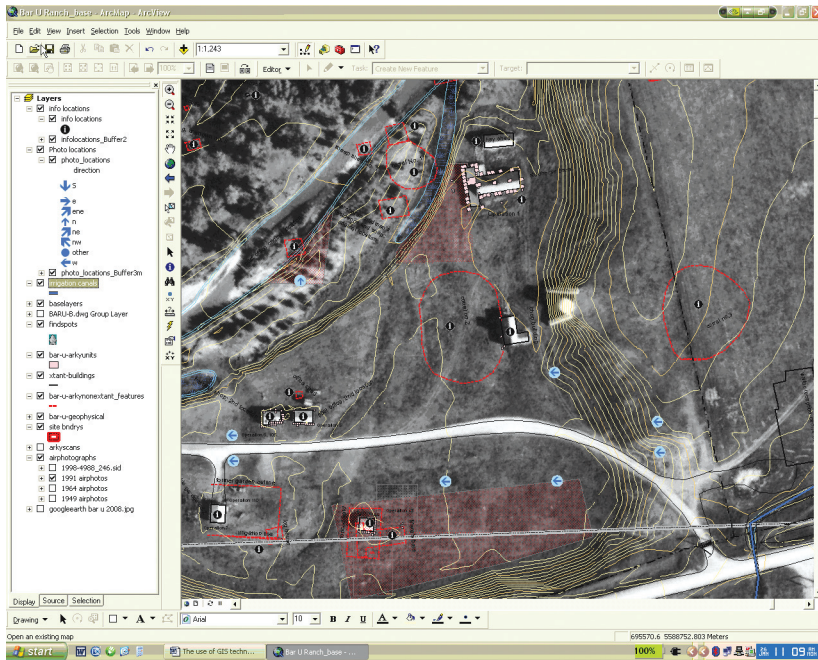 Bar U Ranch_base - ArcMap - ArcView
File Edit View Insert Selection Tools Window Help
1:1,243
100%
Editor
Task: Create New Feature
Target:
Layers
info locations
info locations
infolocations_Buffer2
Photo locations
photo_locations
direction
S
e
ene
n
ne
nw
other
w
photo_locations_Buffer3m
irrigation canals
baselayers
BARU-B.dwg Group Layer
findspots
bar-u-arkyunits
xtant-buildings
bar-u-arkynonextant_features
bar-u-geophysical
site bndrys
arkyscans
airphotographs
1998-4988_246.sid
1991 airphotos
1964 airphotos
1949 airphotos
googleearth bar u 2008.jpg
Display Source Selection
Drawing
Arial
10
B I U A
Open an existing map
695570.6 5588752.803 Meters
start
The use of GIS techn...
Bar U Ranch_base - ...
100%